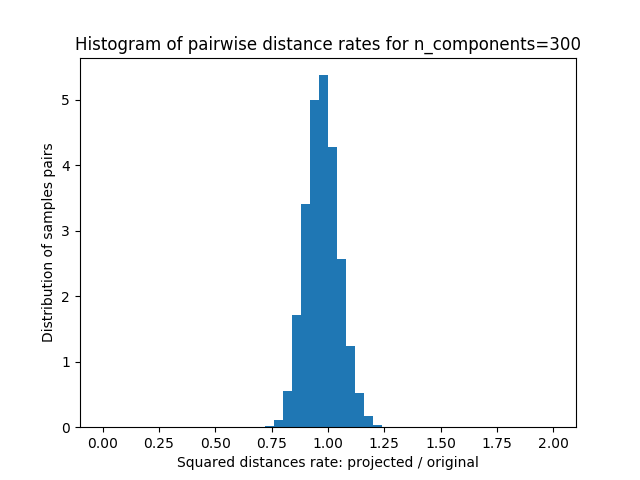 Histogram of pairwise distance rates for n_components=300
Distribution of samples pairs
5
4
3
2
1
0
0.00 0.25 0.50 0.75 1.00 1.25 1.50 1.75 2.00
Squared distances rate: projected / original